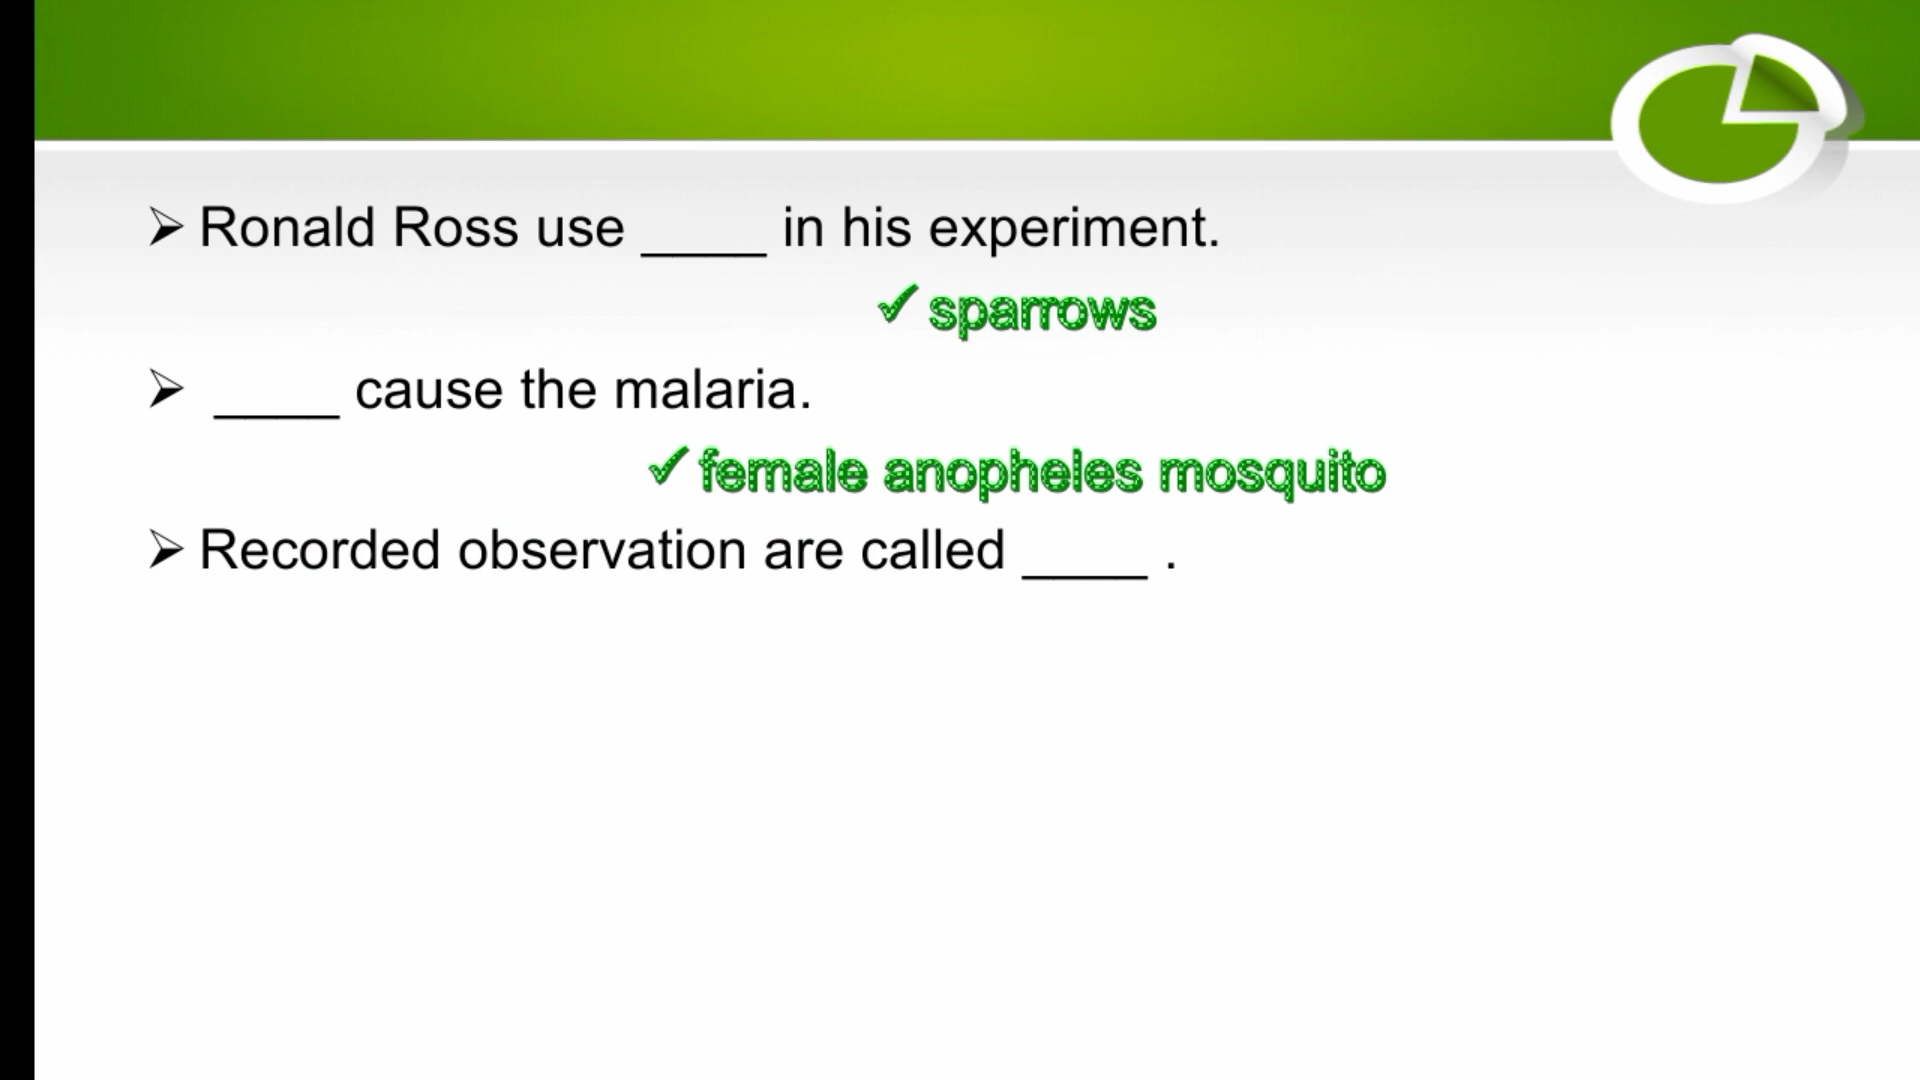 ➢ Ronald Ross use ____ in his experiment.
✓ sparrows
➢ ____ cause the malaria.
✓ female anopheles mosquito
➢ Recorded observation are called ____ .